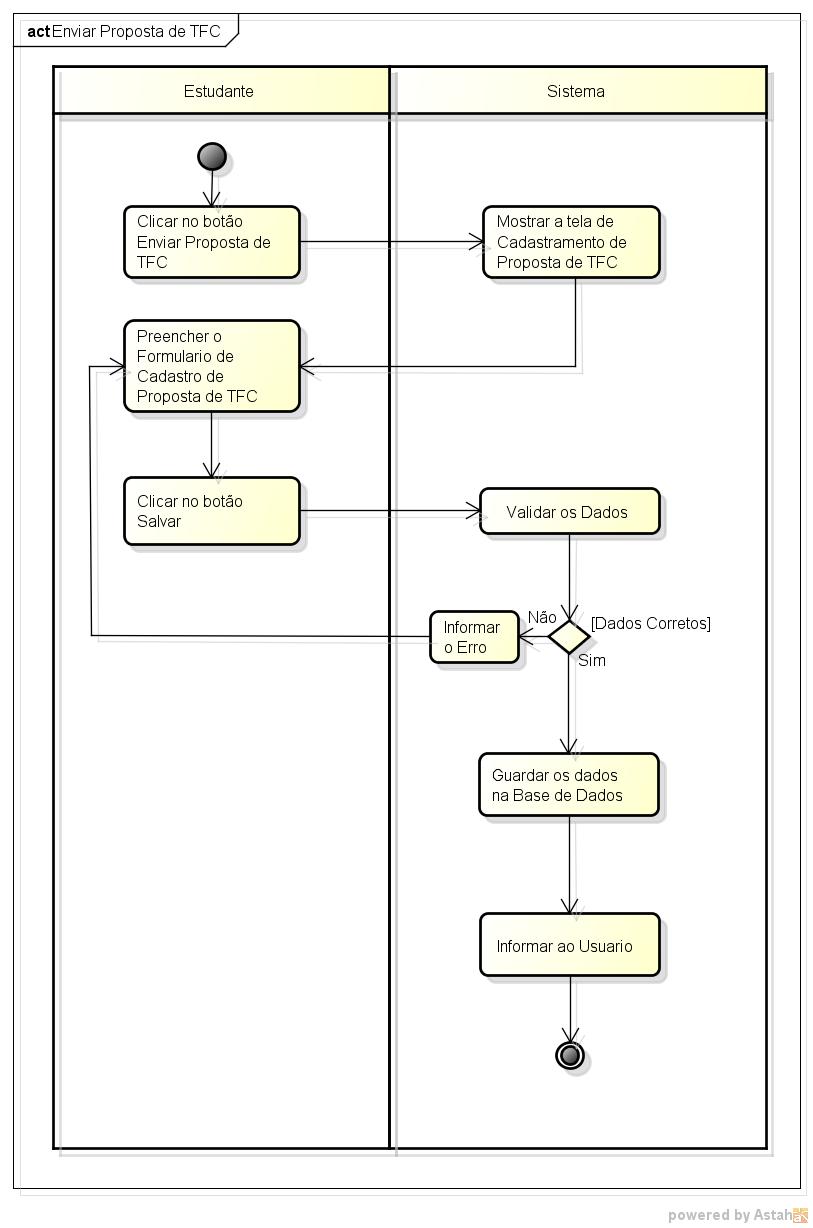 act Enviar Proposta de TFC
Estudante
Sistema
Clicar no botão
Enviar Proposta de
TFC
Mostrar a tela de
Cadastramento de
Proposta de TFC
Preencher o
Formulario de
Cadastro de
Proposta de TFC
Clicar no botão
Salvar
Validar os Dados
Não
[Dados Corretos]
Informar
o Erro
Sim
Guardar os dados
na Base de Dados
Informar ao Usuario
powered by Astah